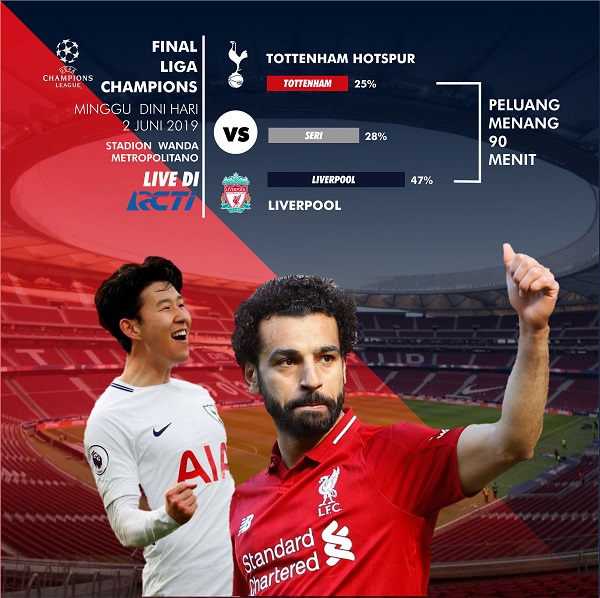 FINAL
LIGA
CHAMPIONS
MINGGU DINI HARI
2 JUNI 2019
STADION WANDA
METROPOLITANO
LIVE DI
RCTI
UEFA
CHAMPIONS
LEAGUE
TOTTENHAM HOTSPUR
TOTTENHAM 25%
VS
SERI 28%
LIVERPOOL 47%
LIVERPOOL
PELUANG
MENANG
90
MENIT
AIA
L.F.C.
Standard
Chartered